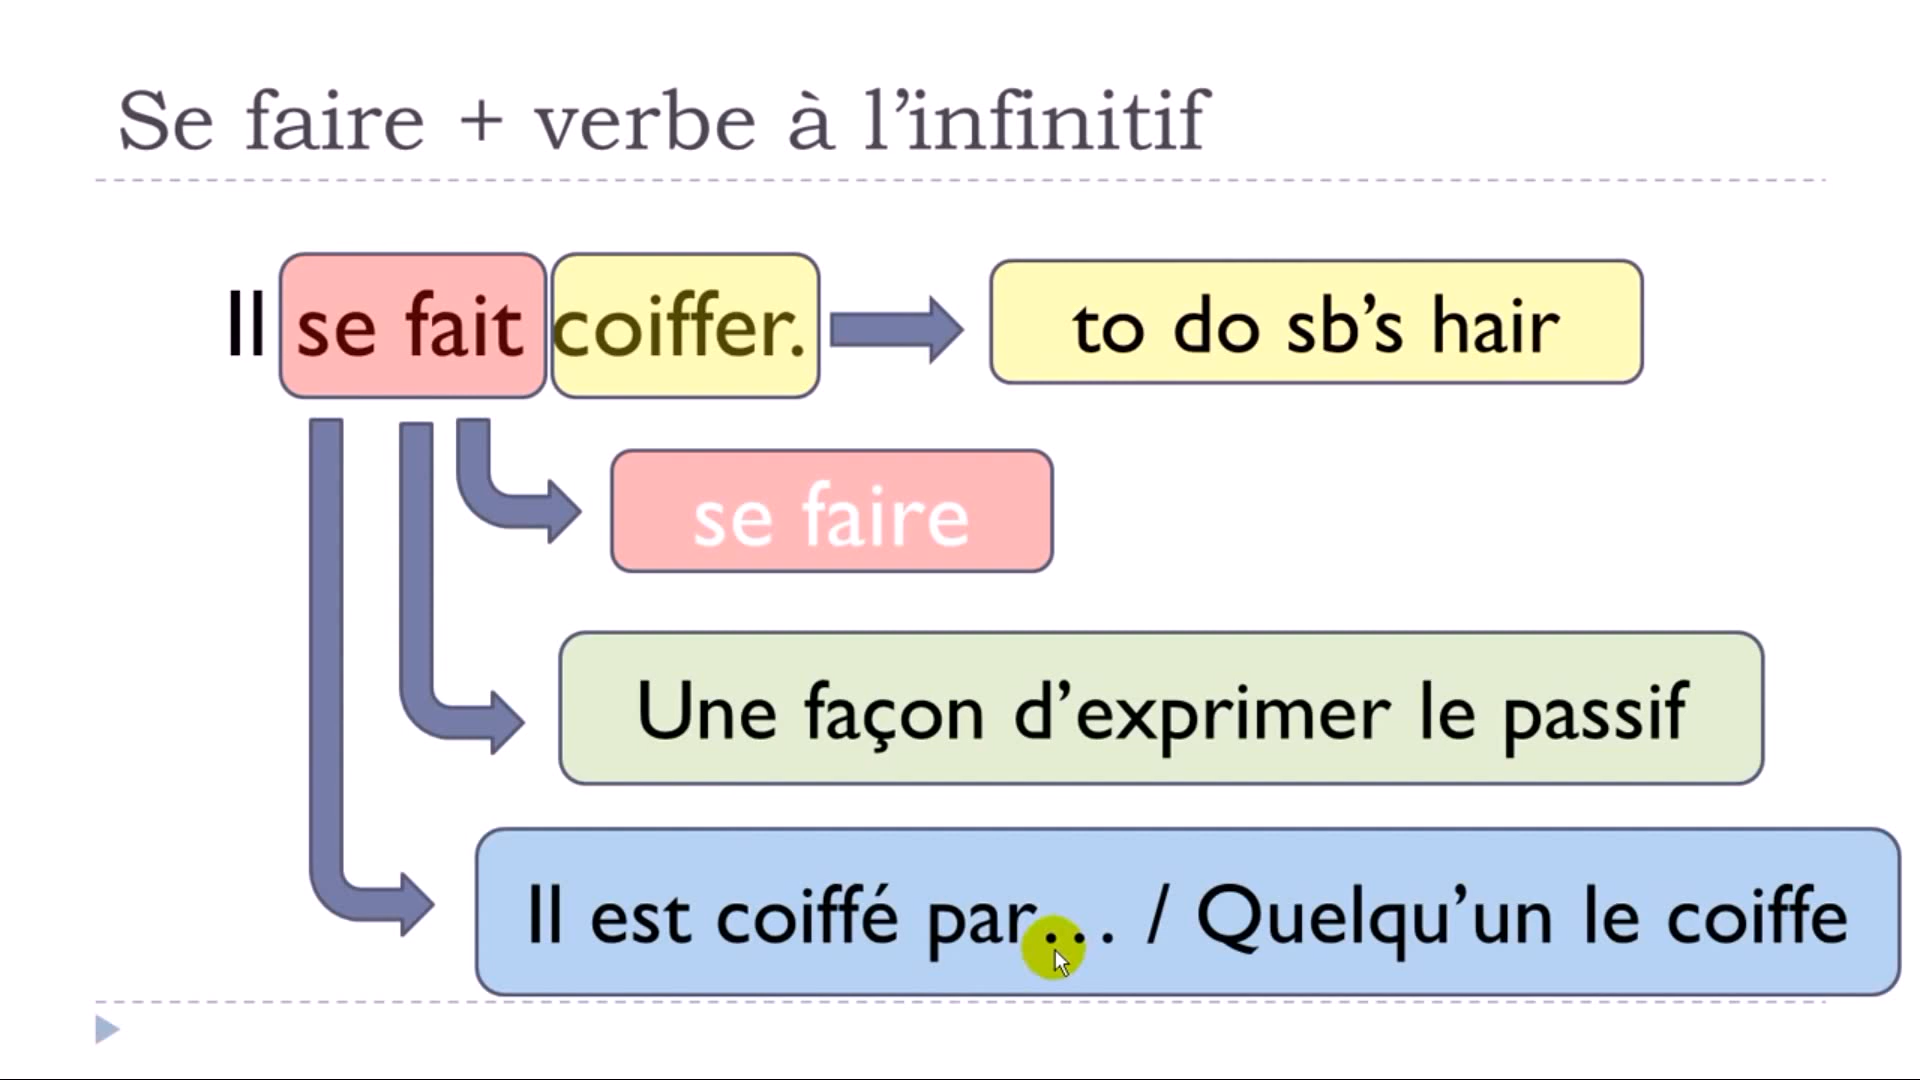 Se faire + verbe à l’infinitif
Il se fait coiffer. to do sb’s hair
se faire
Une façon d’exprimer le passif
Il est coiffé par… / Quelqu’un le coiffe